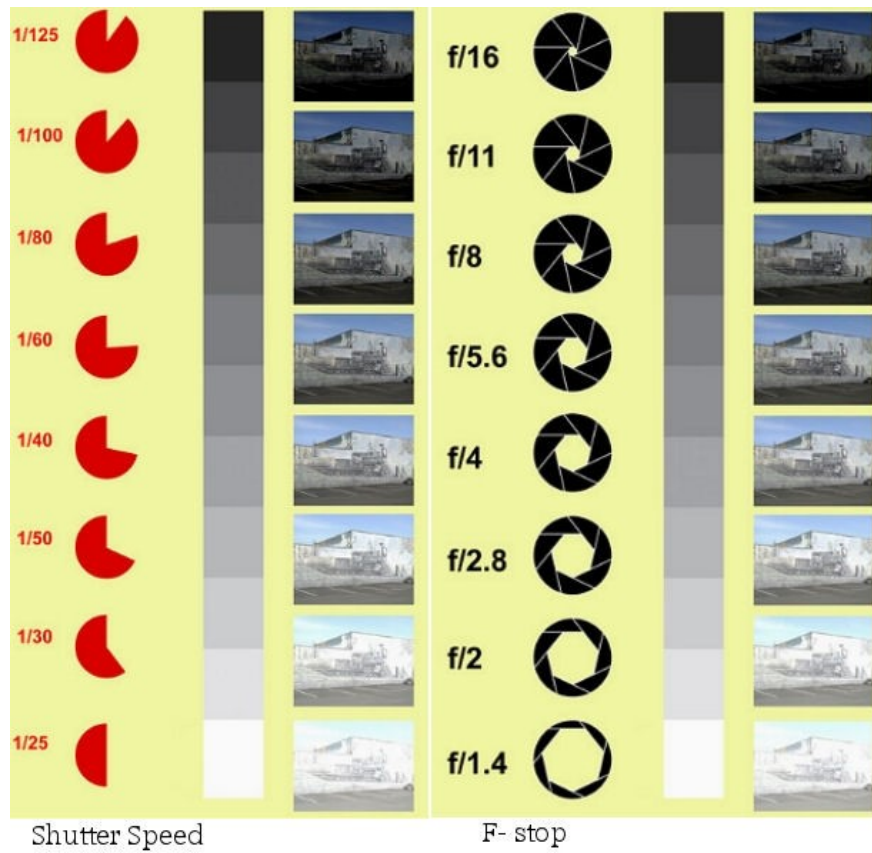 1/125
1/100
1/80
1/60
1/40
1/50
1/30
1/25
Shutter Speed
f/16
f/11
f/8
f/5.6
f/4
f/2.8
f/2
f/1.4
F- stop